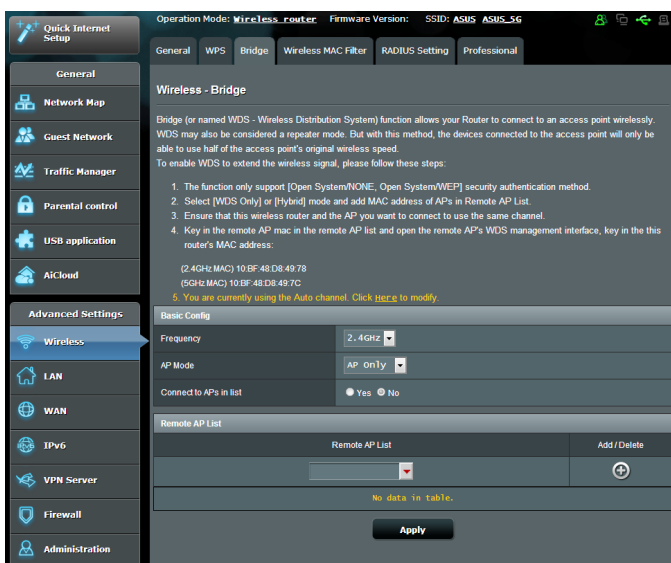 Operation Mode: Wireless router Firmware Version: SSID: ASUS ASUS_5G
Quick Internet
Setup
General WPS Bridge Wireless MAC Filter RADIUS Setting Professional
General
Network Map
Guest Network
Traffic Manager
Parental control
USB application
AiCloud
Advanced Settings
Wireless
LAN
WAN
IPv6
VPN Server
Firewall
Administration
Wireless - Bridge
Bridge (or named WDS - Wireless Distribution System) function allows your Router to connect to an access point wirelessly.
WDS may also be considered a repeater mode. But with this method, the devices connected to the access point will only be
able to use half of the access point's original wireless speed.
To enable WDS to extend the wireless signal, please follow these steps:
1. The function only support [Open System/NONE, Open System/WEP] security authentication method.
2. Select [WDS Only] or [Hybrid] mode and add MAC address of APs in Remote AP List.
3. Ensure that this wireless router and the AP you want to connect to use the same channel.
4. Key in the remote AP mac in the remote AP list and open the remote AP's WDS management interface, key in the this
router's MAC address:
(2.4GHz MAC) 10:BF:48:D8:49:78
(5GHz MAC) 10:BF:48:D8:49:7C
5. You are currently using the Auto channel. Click Here to modify.
Basic Config
Frequency 2.4GHz
AP Mode AP Only
Connect to APs in list Yes No
Remote AP List
Remote AP List Add / Delete
No data in table.
Apply